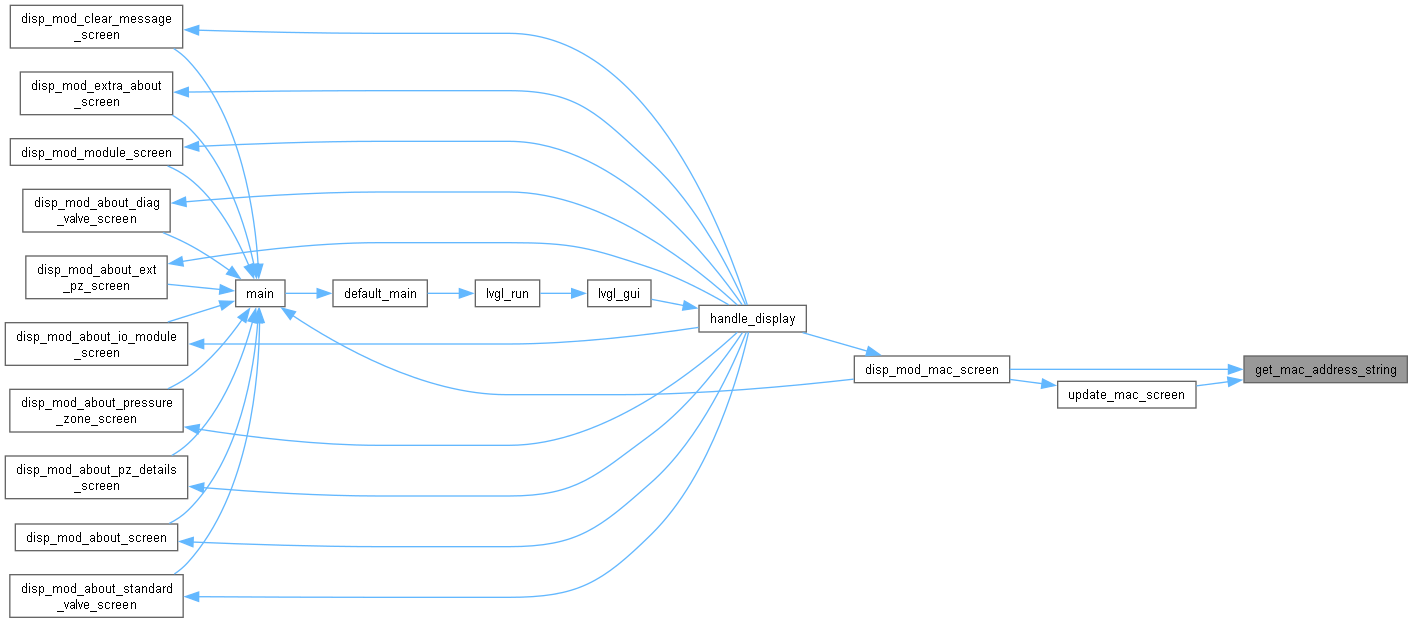 disp_mod_clear_message
_screen
disp_mod_extra_about
_screen
disp_mod_module_screen
disp_mod_about_diag
_valve_screen
disp_mod_about_ext
_pz_screen
disp_mod_about_io_module
_screen
disp_mod_about_pressure
_zone_screen
disp_mod_about_pz_details
_screen
disp_mod_about_screen
disp_mod_about_standard
_valve_screen
main
default_main
lvgl_run
lvgl_gui
handle_display
disp_mod_mac_screen
update_mac_screen
get_mac_address_string